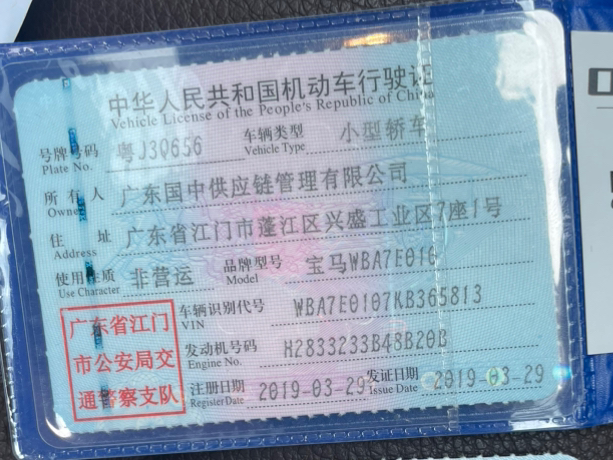 中华人民共和国机动车行驶证
Vehicle License of the People's Republic of China
号牌号码 粤J3Q656 车辆类型 小型轿车
Plate No. Vehicle Type
所有人 广东国中供应链管理有限公司
Owner
住址 广东省江门市蓬江区兴盛工业区7座1号
Address
使用性质 非营运 品牌型号 宝马WBA7E010
Use Character Model
广东省江门
市公安局交
通警察支队
车辆识别代号 WBA7E0107KB365813
VIN
发动机号码 H2833233B48B20B
Engine No.
注册日期 2019-03-29 发证日期 2019-03-29
Register Date Issue Date